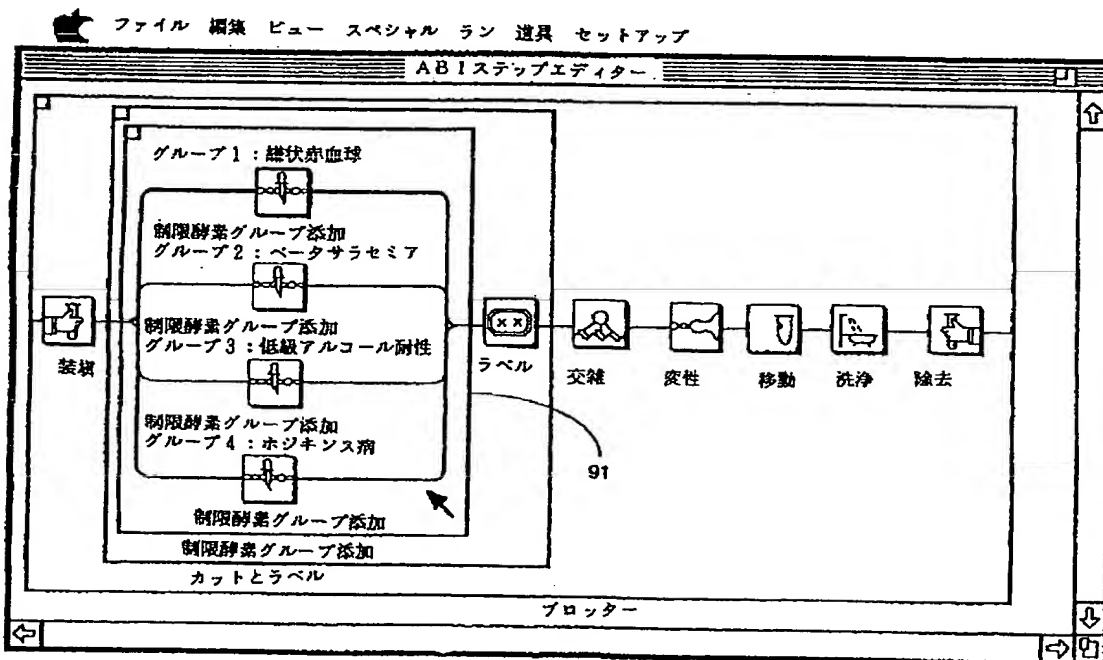 ファイル 編集 ビュー スペシャル ラン 道具 セットアップ
ABIステップエディター
グループ1:鎌状赤血球
制限酵素グループ添加
グループ2:ベータサラセミア
制限酵素グループ添加
グループ3:低級アルコール耐性
制限酵素グループ添加
グループ4:ホジキンス病
制限酵素グループ添加
制限酵素グループ添加
カットとラベル
ブロッター
装填
ラベル
交雑
変性
移動
洗浄
除去
91